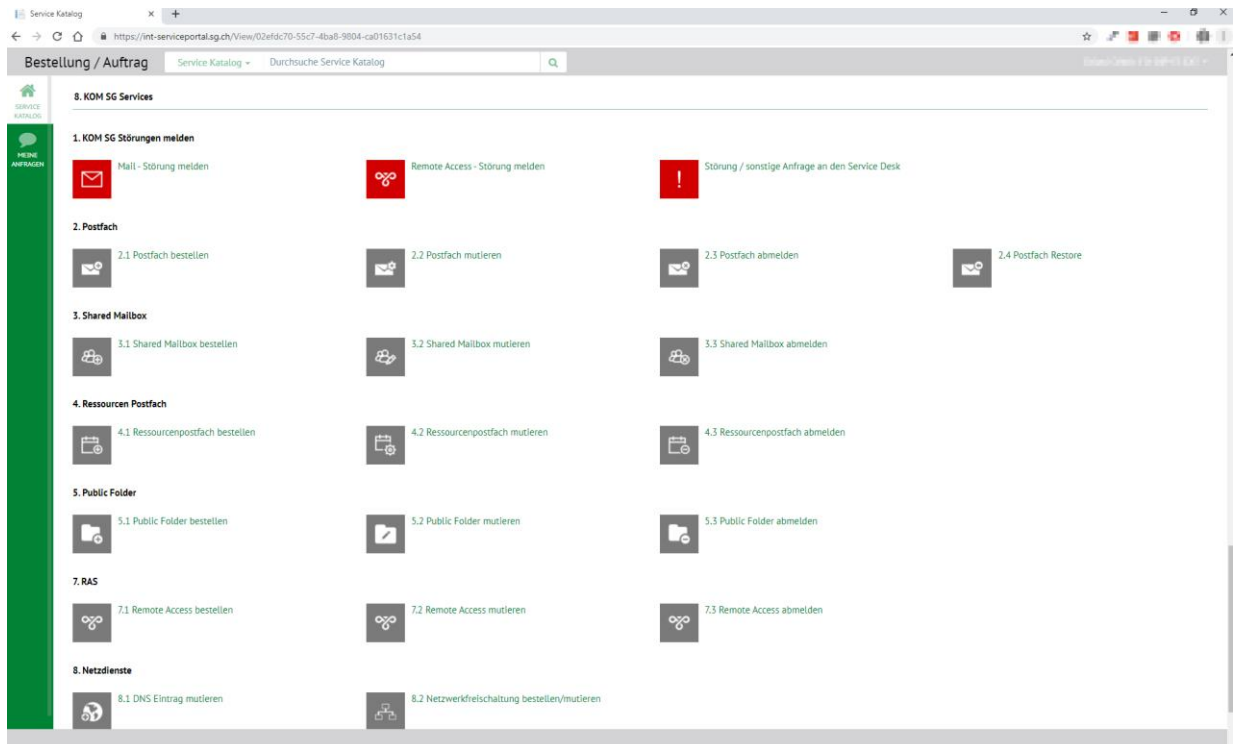 Service Katalog
https://int-serviceportal.sg.ch/View/02efdc70-55c7-4ba8-9804-ca01631c1a54
Bestellung / Auftrag
Service Katalog
Durchsuche Service Katalog
SERVICE
KATALOG
MEINE
ANFRAGEN
8. KOM SG Services
1. KOM SG Störungen melden
Mail - Störung melden
Remote Access - Störung melden
Störung / sonstige Anfrage an den Service Desk
2. Postfach
2.1 Postfach bestellen
2.2 Postfach mutieren
2.3 Postfach abmelden
2.4 Postfach Restore
3. Shared Mailbox
3.1 Shared Mailbox bestellen
3.2 Shared Mailbox mutieren
3.3 Shared Mailbox abmelden
4. Ressourcen Postfach
4.1 Ressourcenpostfach bestellen
4.2 Ressourcenpostfach mutieren
4.3 Ressourcenpostfach abmelden
5. Public Folder
5.1 Public Folder bestellen
5.2 Public Folder mutieren
5.3 Public Folder abmelden
7. RAS
7.1 Remote Access bestellen
7.2 Remote Access mutieren
7.3 Remote Access abmelden
8. Netzdienste
8.1 DNS Eintrag mutieren
8.2 Netzwerkfreischaltung bestellen/mutieren